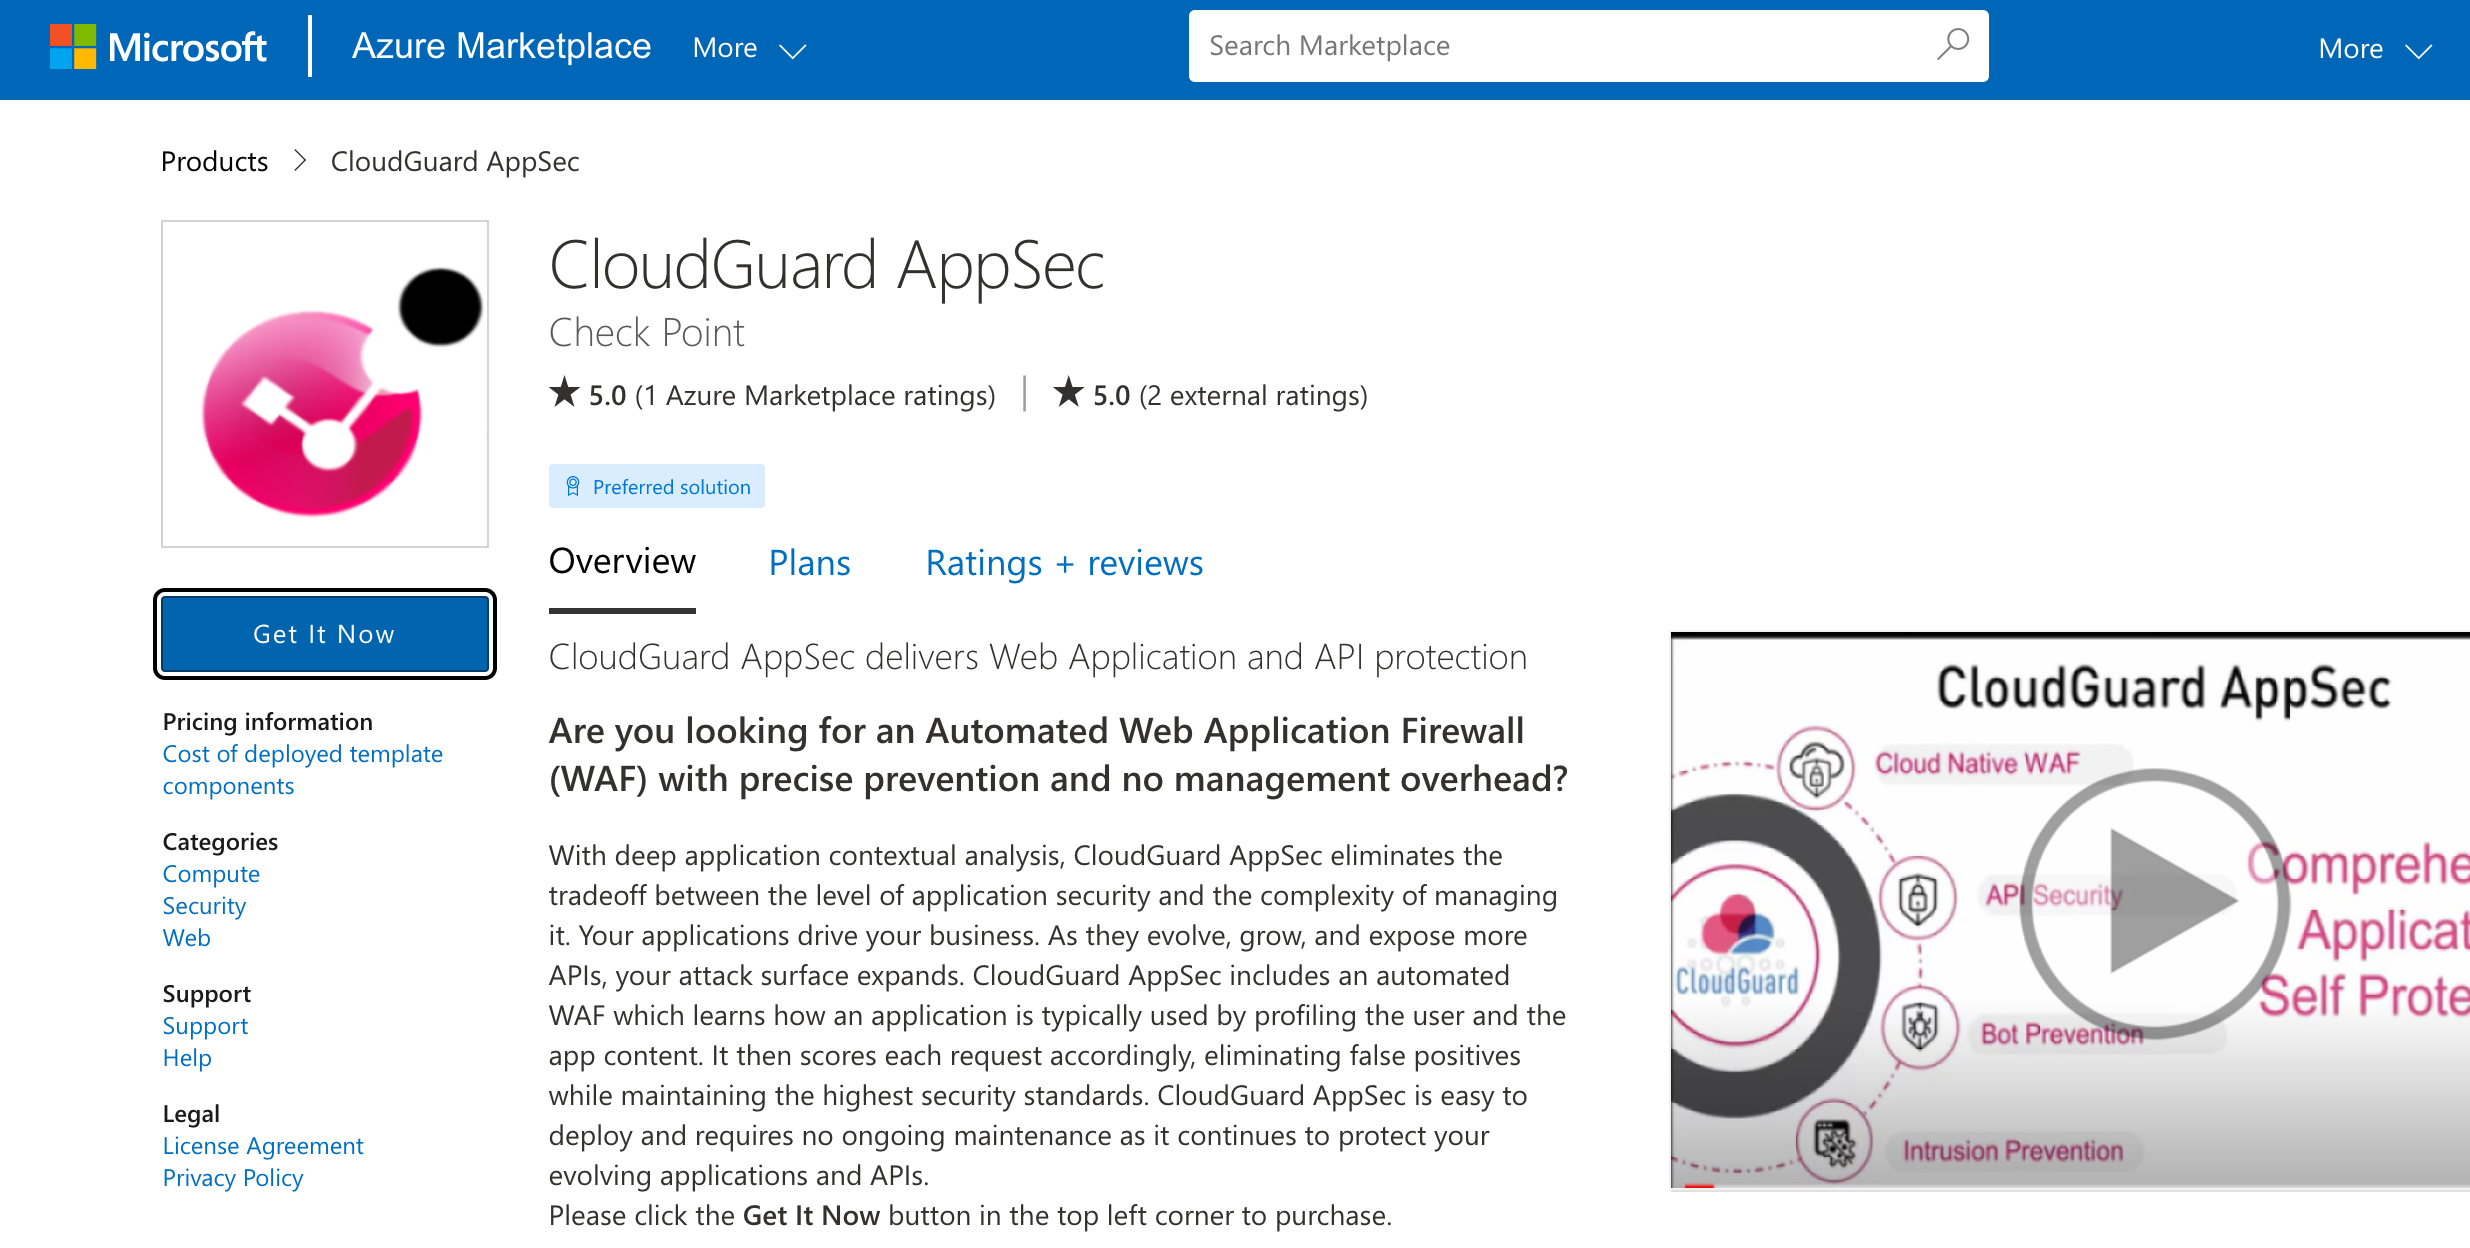 Microsoft
Azure Marketplace
More
Search Marketplace
More
Products
CloudGuard AppSec
CloudGuard AppSec
Check Point
5.0 (1 Azure Marketplace ratings)
5.0 (2 external ratings)
Preferred solution
Overview
Plans
Ratings + reviews
Get It Now
Pricing information
Cost of deployed template
components
Categories
Compute
Security
Web
Support
Support
Help
Legal
License Agreement
Privacy Policy
CloudGuard AppSec delivers Web Application and API protection
Are you looking for an Automated Web Application Firewall
(WAF) with precise prevention and no management overhead?
With deep application contextual analysis, CloudGuard AppSec eliminates the
tradeoff between the level of application security and the complexity of managing
it. Your applications drive your business. As they evolve, grow, and expose more
APIs, your attack surface expands. CloudGuard AppSec includes an automated
WAF which learns how an application is typically used by profiling the user and the
app content. It then scores each request accordingly, eliminating false positives
while maintaining the highest security standards. CloudGuard AppSec is easy to
deploy and requires no ongoing maintenance as it continues to protect your
evolving applications and APIs.
Please click the Get It Now button in the top left corner to purchase.
CloudGuard AppSec
Cloud Native WAF
API Security
Bot Prevention
Intrusion Prevention
CloudGuard
Comprehe
Applicat
Self Prote